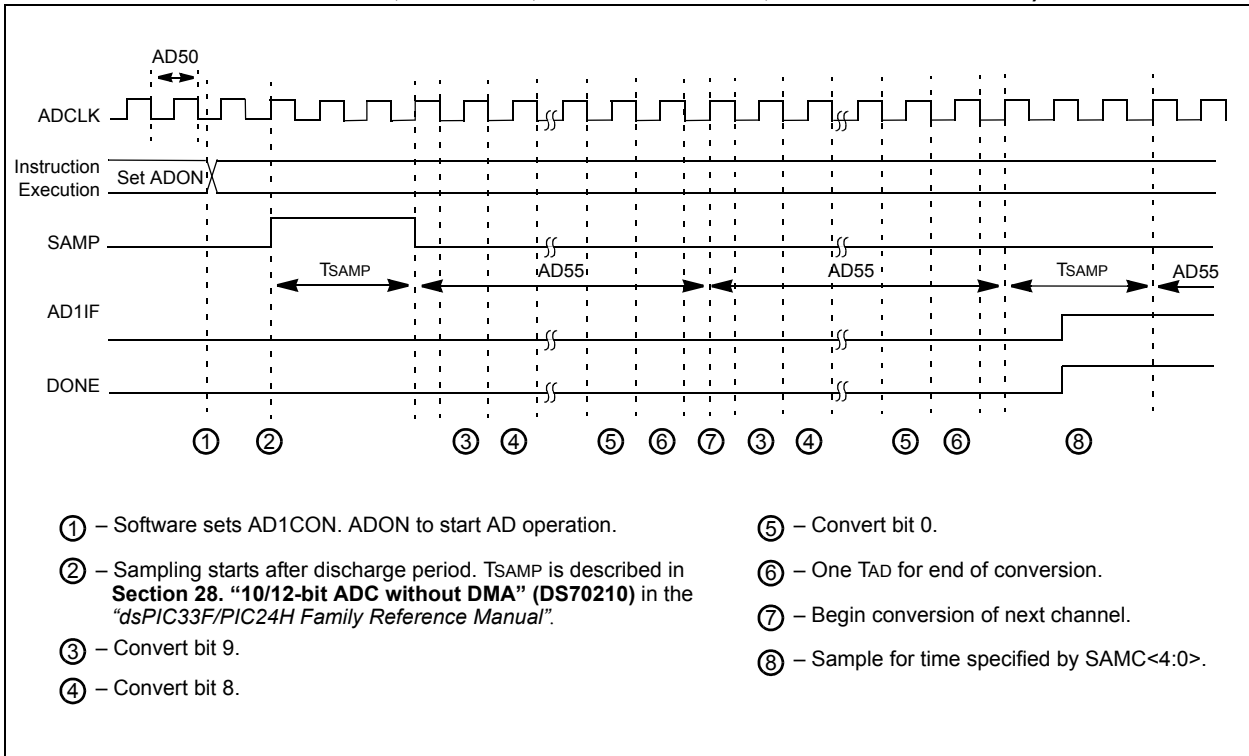 AD50
ADCLK
Instruction
Execution
Set ADON
SAMP
TSAMP
AD55
AD55
TSAMP
AD55
AD1IF
DONE
1 2 3 4 5 6 7 3 4 5 6 8
1 – Software sets AD1CON. ADON to start AD operation.
2 – Sampling starts after discharge period. TSAMP is described in
Section 28. “10/12-bit ADC without DMA” (DS70210) in the
“dsPIC33F/PIC24H Family Reference Manual”.
3 – Convert bit 9.
4 – Convert bit 8.
5 – Convert bit 0.
6 – One TAD for end of conversion.
7 – Begin conversion of next channel.
8 – Sample for time specified by SAMC<4:0>.